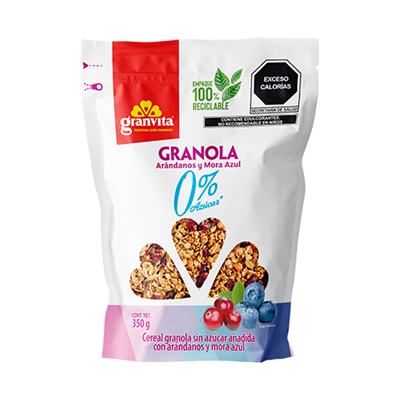 EMPAQUE
100%
RECICLABLE
EXCESO
CALORÍAS
SECRETARÍA DE SALUD
CONTIENE EDULCORANTES,
NO RECOMENDABLE EN NIÑOS
granvita
GRANOLA
Arándanos y Mora Azul
0%
Azúcar*
CONT. NET.
350 g
Cereal granola sin azúcar añadida
con arándanos y mora azul